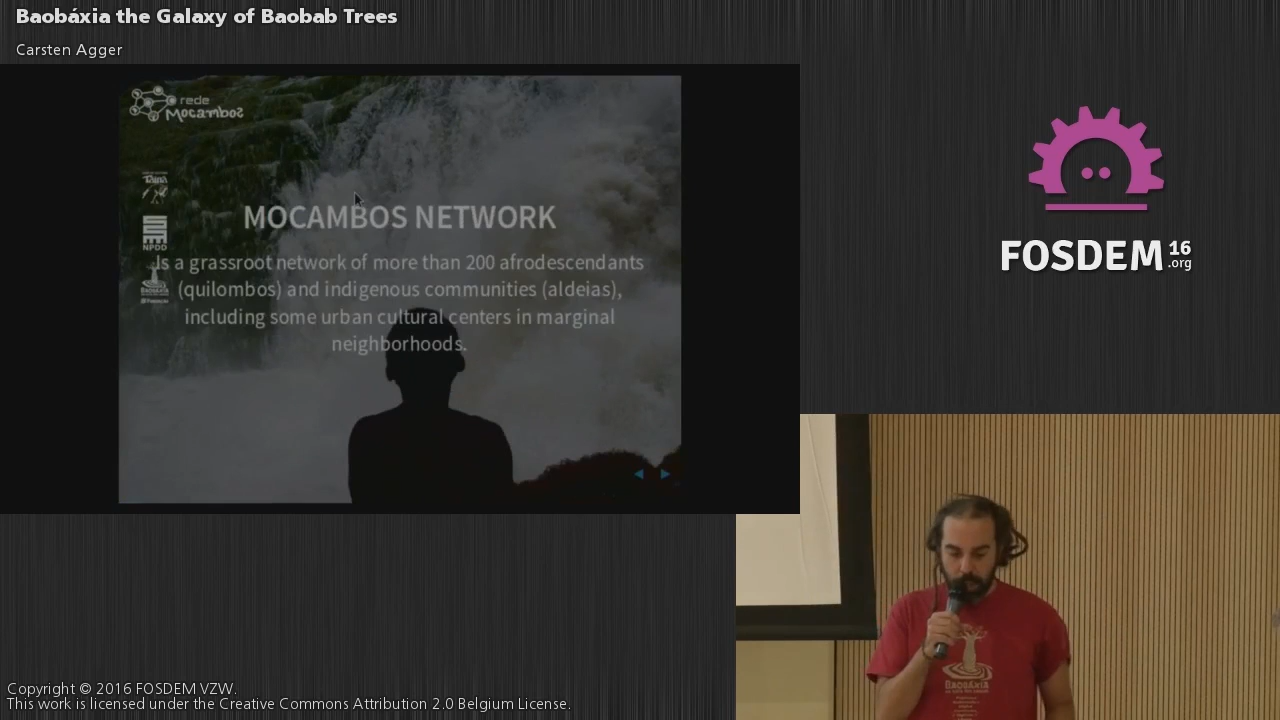 Baobáxia the Galaxy of Baobab Trees
Carsten Agger
rede
Mocambos
NPDD
MOCAMBOS NETWORK
Is a grassroot network of more than 200 afrodescendants
(quilombos) and indigenous communities (aldeias),
including some urban cultural centers in marginal
neighborhoods.
FOSDEM 16
.org
BAOBÁXIA
Copyright © 2016 FOSDEM VZW.
This work is licensed under the Creative Commons Attribution 2.0 Belgium License.